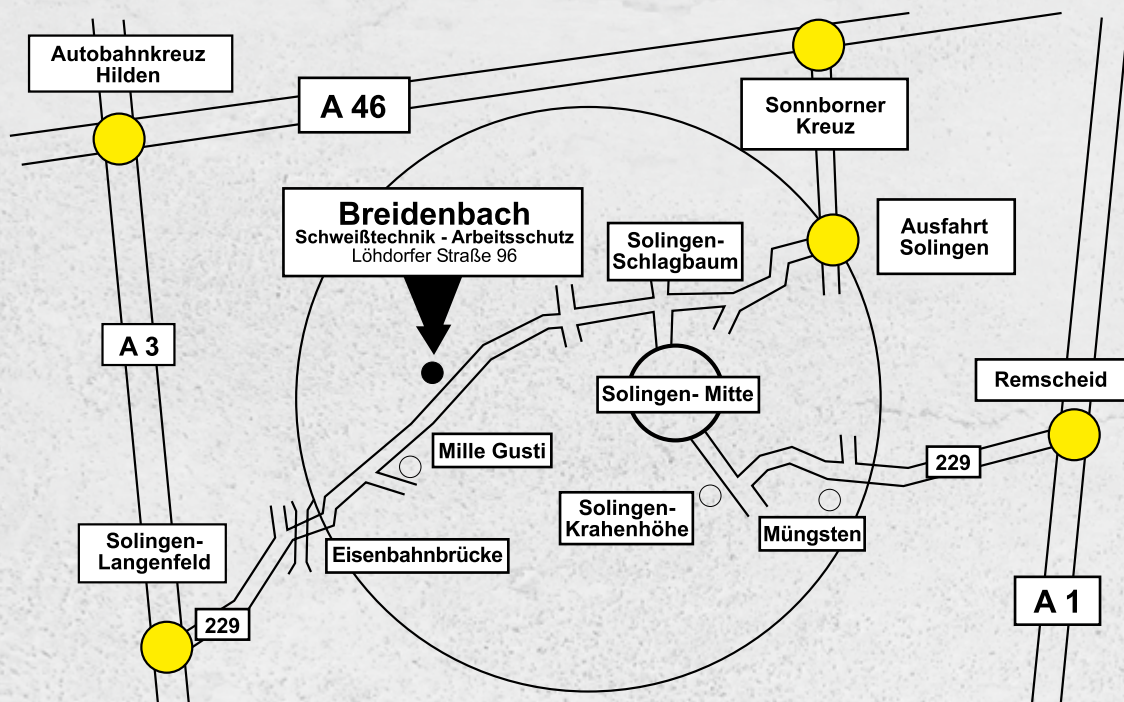 Autobahnkreuz
Hilden
A 46
Sonnborner
Kreuz
Breidenbach
Schweißtechnik - Arbeitsschutz
Löhdorfer Straße 96
Solingen-
Schlagbaum
Ausfahrt
Solingen
A 3
Solingen- Mitte
Remscheid
Mille Gusti
229
Solingen-
Krahenhöhe
Müngsten
Solingen-
Langenfeld
Eisenbahnbrücke
A 1
229